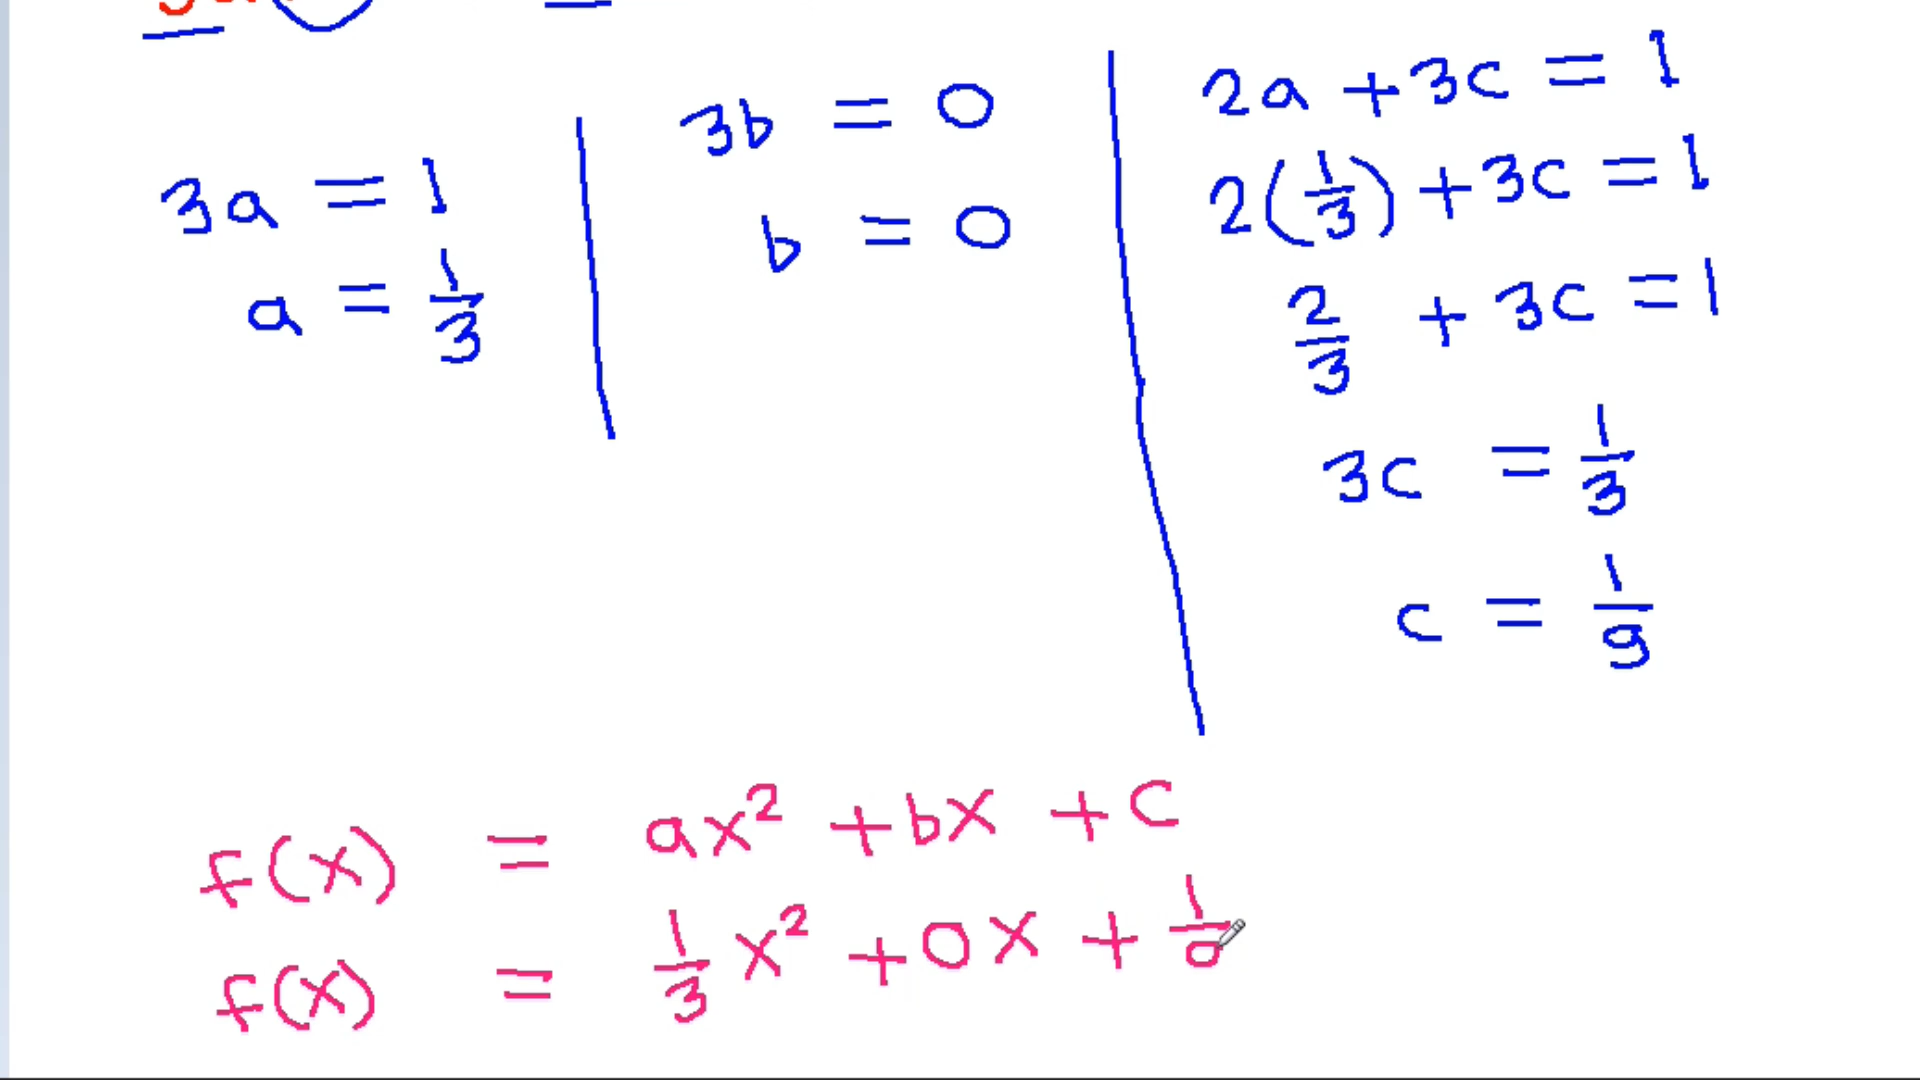 3a = 1
a = 1/3
3b = 0
b = 0
2a + 3c = 1
2(1/3) + 3c = 1
2/3 + 3c = 1
3c = 1/3
c = 1/9
f(x) = ax² + bx + c
f(x) = 1/3 x² + 0x + 1/